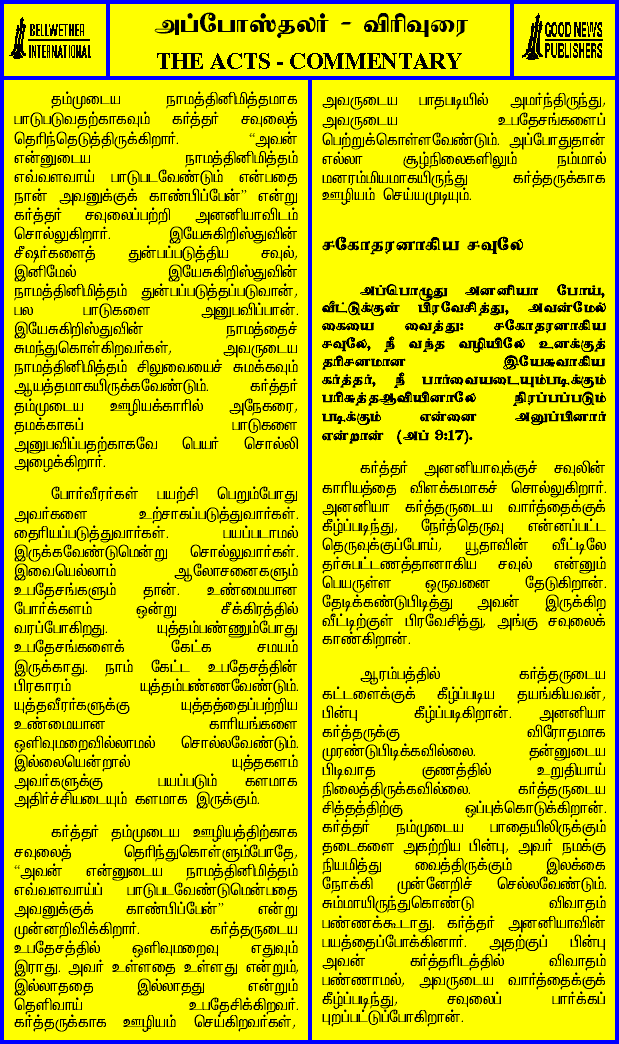 BELLWETHER
INTERNATIONAL
அப்போஸ்தலர் - விரிவுரை
THE ACTS - COMMENTARY
GOOD NEWS
PUBLISHERS
தம்முடைய நாமத்தினிமித்தமாக
பாடுபடுவதற்காகவும் கர்த்தர் சவுலைத்
தெரிந்தெடுத்திருக்கிறார். “அவன்
என்னுடைய நாமத்தினிமித்தம்
எவ்வளவாய் பாடுபடவேண்டும் என்பதை
நான் அவனுக்குக் காண்பிப்பேன்” என்று
கர்த்தர் சவுலைப்பற்றி அனனியாவிடம்
சொல்லுகிறார். இயேசுகிறிஸ்துவின்
சீஷர்களைத் துன்பப்படுத்திய சவுல்,
இனிமேல் இயேசுகிறிஸ்துவின்
நாமத்தினிமித்தம் துன்பப்படுத்தப்படுவான்,
பல பாடுகளை அனுபவிப்பான்.
இயேசுகிறிஸ்துவின் நாமத்தைச்
சுமந்துகொள்கிறவர்கள், அவருடைய
நாமத்தினிமித்தம் சிலுவையைச் சுமக்கவும்
ஆயத்தமாகயிருக்கவேண்டும். கர்த்தர்
தம்முடைய ஊழியக்காரரில் அநேகரை,
தமக்காகப் பாடுகளை
அனுபவிப்பதற்காகவே பெயர் சொல்லி
அழைக்கிறார்.
போர்வீரர்கள் பயற்சி பெறும்போது
அவர்களை உற்சாகப்படுத்துவார்கள்.
தைரியப்படுத்துவார்கள். பயப்படாமல்
இருக்கவேண்டுமென்று சொல்லுவார்கள்.
இவையெல்லாம் ஆலோசனைகளும்
உபதேசங்களும் தான். உண்மையான
போர்க்களம் ஒன்று சீக்கிரத்தில்
வரப்போகிறது. யுத்தம்பண்ணும்போது
உபதேசங்களைக் கேட்க சமயம்
இருக்காது. நாம் கேட்ட உபதேசத்தின்
பிரகாரம் யுத்தம்பண்ணவேண்டும்.
யுத்தவீரர்களுக்கு யுத்தத்தைப்பற்றிய
உண்மையான காரியங்களை
ஒளிவுமறைவில்லாமல் சொல்லவேண்டும்.
இல்லையென்றால் யுத்தகளம்
அவர்களுக்கு பயப்படும் களமாக
அதிர்ச்சியடையும் களமாக இருக்கும்.
கர்த்தர் தம்முடைய ஊழியத்திற்காக
சவுலைத் தெரிந்துகொள்ளும்போதே,
“அவன் என்னுடைய நாமத்தினிமித்தம்
எவ்வளவாய்ப் பாடுபடவேண்டுமென்பதை
அவனுக்குக் காண்பிப்பேன்” என்று
முன்னறிவிக்கிறார். கர்த்தருடைய
உபதேசத்தில் ஒளிவுமறைவு எதுவும்
இராது. அவர் உள்ளதை உள்ளது என்றும்,
இல்லாததை இல்லாதது என்றும்
தெளிவாய் உபதேசிக்கிறவர்.
கர்த்தருக்காக ஊழியம் செய்கிறவர்கள்,
அவருடைய பாதபடியில் அமர்ந்திருந்து,
அவருடைய உபதேசங்களைப்
பெற்றுக்கொள்ளவேண்டும். அப்போதுதான்
எல்லா சூழ்நிலைகளிலும் நம்மால்
மனரம்மியமாகயிருந்து கர்த்தருக்காக
ஊழியம் செய்யமுடியும்.
சகோதரனாகிய சவுலே
அப்பொழுது அனனியா போய்,
வீட்டுக்குள் பிரவேசித்து, அவன்மேல்
கையை வைத்து: சகோதரனாகிய
சவுலே, நீ வந்த வழியிலே உனக்குத்
தரிசனமான இயேசுவாகிய
கர்த்தர், நீ பார்வையடையும்படிக்கும்
பரிசுத்தஆவியினாலே நிரப்பப்படும்
படிக்கும் என்னை அனுப்பினார்
என்றான் (அப் 9:17).
கர்த்தர் அனனியாவுக்குச் சவுலின்
காரியத்தை விளக்கமாகச் சொல்லுகிறார்.
அனனியா கர்த்தருடைய வார்த்தைக்குக்
கீழ்ப்படிந்து, நேர்த்தெருவு என்னப்பட்ட
தெருவுக்குப்போய், யூதாவின் வீட்டிலே
தர்சுபட்டணத்தானாகிய சவுல் என்னும்
பெயருள்ள ஒருவனை தேடுகிறான்.
தேடிக்கண்டுபிடித்து அவன் இருக்கிற
வீட்டிற்குள் பிரவேசித்து, அங்கு சவுலைக்
காண்கிறான்.
ஆரம்பத்தில் கர்த்தருடைய
கட்டளைக்குக் கீழ்ப்படிய தயங்கியவன்,
பின்பு கீழ்ப்படிகிறான். அனனியா
கர்த்தருக்கு விரோதமாக
முரண்டுபிடிக்கவில்லை. தன்னுடைய
பிடிவாத குணத்தில் உறுதியாய்
நிலைத்திருக்கவில்லை. கர்த்தருடைய
சித்தத்திற்கு ஒப்புக்கொடுக்கிறான்.
கர்த்தர் நம்முடைய பாதையிலிருக்கும்
தடைகளை அகற்றிய பின்பு, அவர் நமக்கு
நியமித்து வைத்திருக்கும் இலக்கை
நோக்கி முன்னேறிச் செல்லவேண்டும்.
சும்மாயிருந்துகொண்டு விவாதம்
பண்ணக்கூடாது. கர்த்தர் அனனியாவின்
பயத்தைப்போக்கினார். அதற்குப் பின்பு
அவன் கர்த்தரிடத்தில் விவாதம்
பண்ணாமல், அவருடைய வார்த்தைக்குக்
கீழ்ப்படிந்து, சவுலைப் பார்க்கப்
புறப்பட்டுப்போகிறான்.